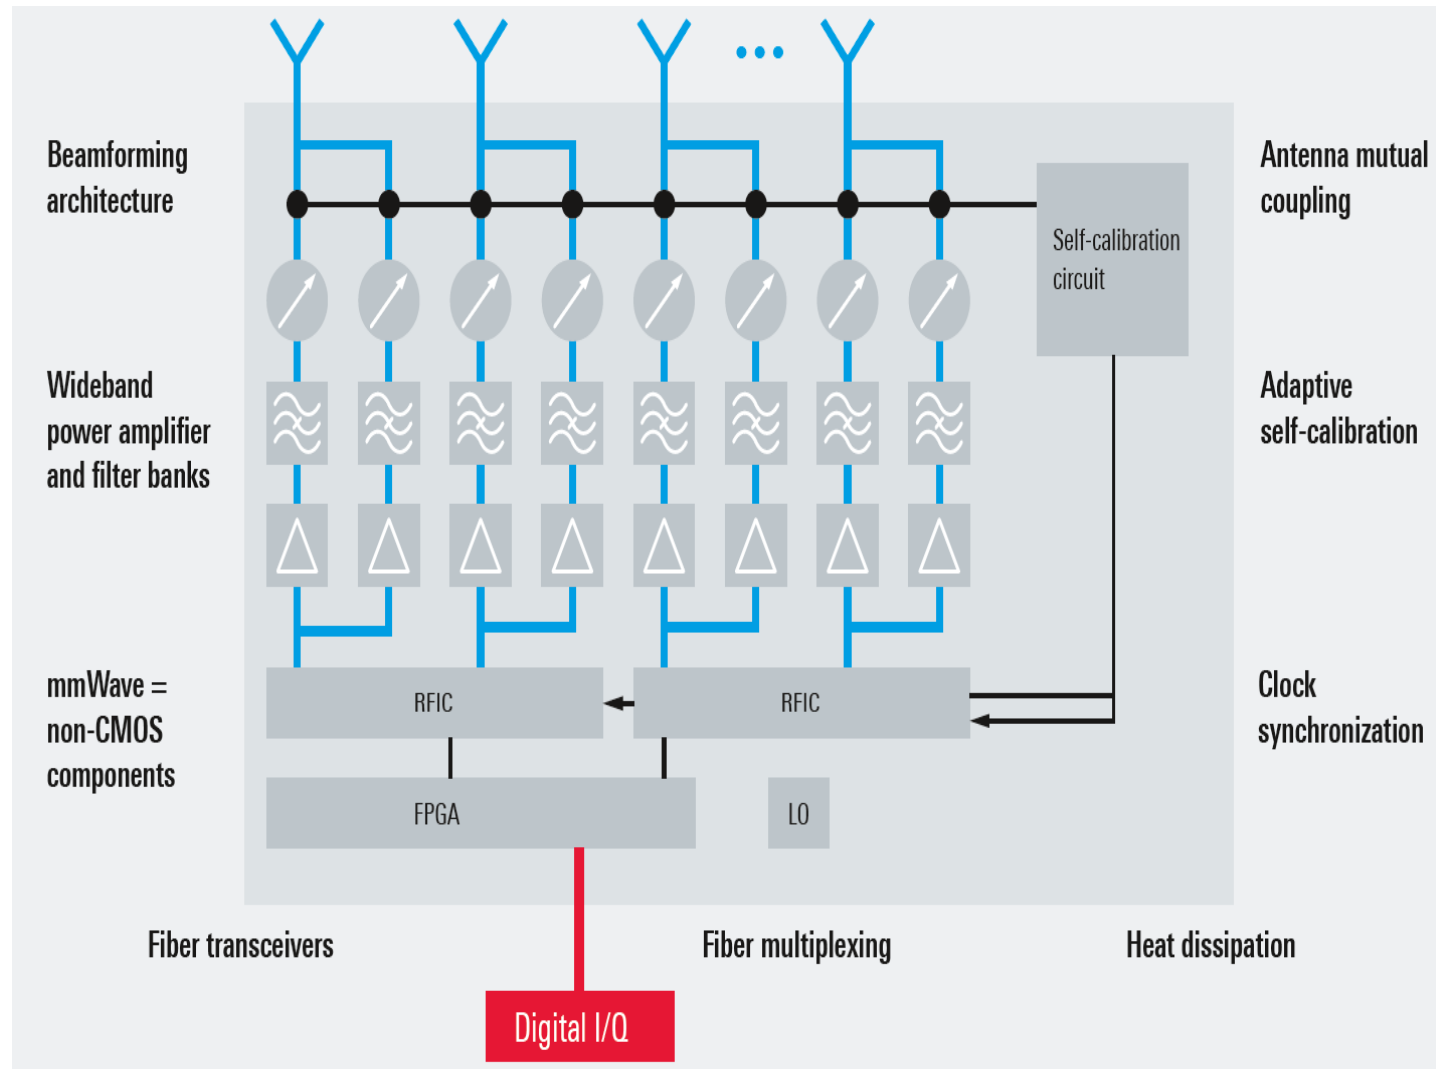 Beamforming
architecture
Antenna mutual
coupling
Self-calibration
circuit
Wideband
power amplifier
and filter banks
Adaptive
self-calibration
mmWave =
non-CMOS
components
RFIC
RFIC
Clock
synchronization
FPGA
LO
Fiber transceivers
Fiber multiplexing
Heat dissipation
Digital I/Q